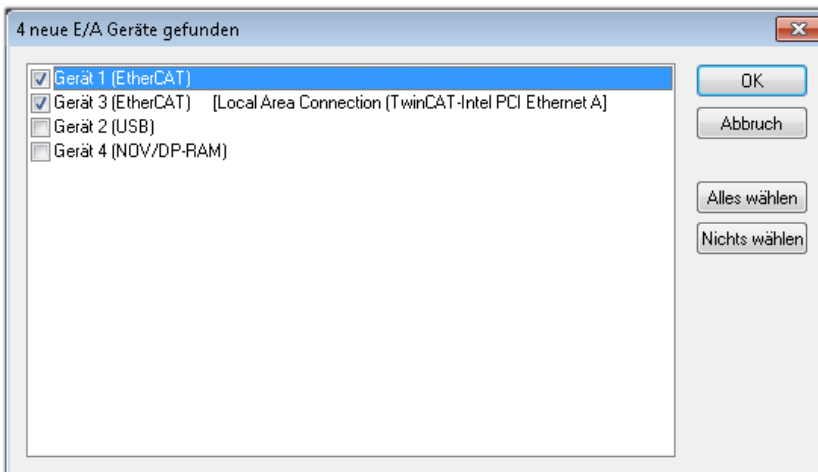 4 neue E/A Geräte gefunden
Gerät 1 (EtherCAT)
Gerät 3 (EtherCAT) [Local Area Connection (TwinCAT-Intel PCI Ethernet A]
Gerät 2 (USB)
Gerät 4 (NOV/DP-RAM)
OK
Abbruch
Alles wählen
Nichts wählen